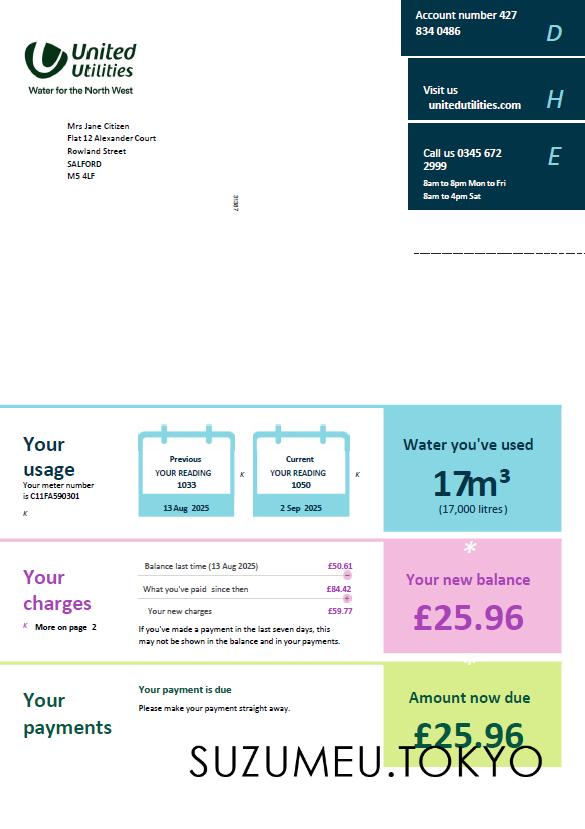 United
Utilities
Water for the North West
Account number 427
834 0486
D
Visit us
unitedutilities.com
H
Call us 0345 672
2999
E
8am to 8pm Mon to Fri
8am to 4pm Sat
Mrs Jane Citizen
Flat 12 Alexander Court
Rowland Street
SALFORD
M5 4LF
Your
usage
Your meter number
is C11FA590301
K
Previous
YOUR READING
1033
13 Aug 2025
K
Current
YOUR READING
1050
2 Sep 2025
K
Water you've used
17m³
(17,000 litres)
Your
charges
K More on page 2
Balance last time (13 Aug 2025) £50.61
–
What you've paid since then £84.42
+
Your new charges £59.77
If you've made a payment in the last seven days, this
may not be shown in the balance and in your payments.
*
Your new balance
£25.96
Your
payments
Your payment is due
Please make your payment straight away.
Amount now due
£25.96
SUZUMEU.TOKYO